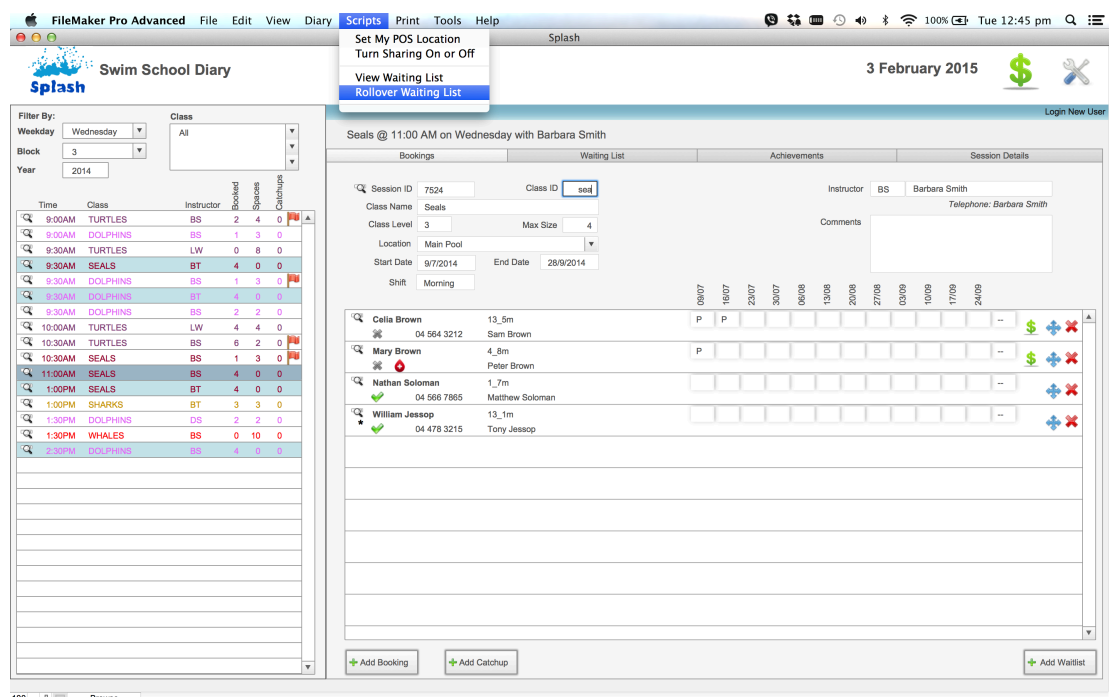 FileMaker Pro Advanced File Edit View Diary Scripts Print Tools Help 100% Tue 12:45 pm
Splash
Set My POS Location
Turn Sharing On or Off
View Waiting List
Rollover Waiting List
Splash Swim School Diary 3 February 2015
Login New User
Filter By: Class
Weekday Wednesday All
Block 3
Year 2014
Time Class Instructor Booked Spaces Catchups
9:00AM TURTLES BS 2 4 0
9:00AM DOLPHINS BS 1 3 0
9:30AM TURTLES LW 0 8 0
9:30AM SEALS BT 4 0 0
9:30AM DOLPHINS BS 1 3 0
9:30AM DOLPHINS BT 4 0 0
9:30AM DOLPHINS BS 2 2 0
10:00AM TURTLES LW 4 4 0
10:30AM TURTLES BS 6 2 0
10:30AM SEALS BS 1 3 0
11:00AM SEALS BS 4 0 0
1:00PM SEALS BT 4 0 0
1:00PM SHARKS BT 3 3 0
1:30PM DOLPHINS DS 2 2 0
1:30PM WHALES BS 0 10 0
2:30PM DOLPHINS BS 4 0 0
Seals @ 11:00 AM on Wednesday with Barbara Smith
Bookings Waiting List Achievements Session Details
Session ID 7524 Class ID sea Instructor BS Barbara Smith
Class Name Seals Telephone: Barbara Smith
Class Level 3 Max Size 4 Comments
Location Main Pool
Start Date 9/7/2014 End Date 28/9/2014
Shift Morning
09/07 16/07 23/07 30/07 06/08 13/08 20/08 27/08 03/09 10/09 17/09 24/09
Celia Brown 13_5m P P --
04 564 3212 Sam Brown
Mary Brown 4_8m P --
Peter Brown
Nathan Soloman 1_7m --
04 566 7865 Matthew Soloman
William Jessop 13_1m --
* 04 478 3215 Tony Jessop
Add Booking Add Catchup Add Waitlist